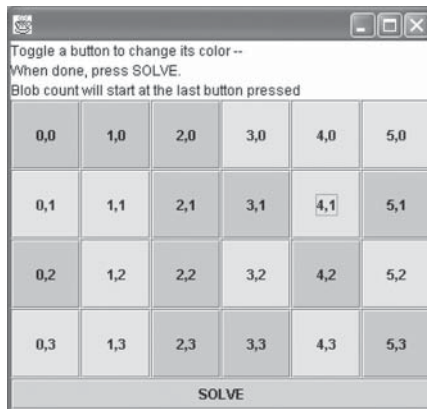 Toggle a button to change its color --
When done, press SOLVE.
Blob count will start at the last button pressed
0,0 1,0 2,0 3,0 4,0 5,0
0,1 1,1 2,1 3,1 4,1 5,1
0,2 1,2 2,2 3,2 4,2 5,2
0,3 1,3 2,3 3,3 4,3 5,3
SOLVE